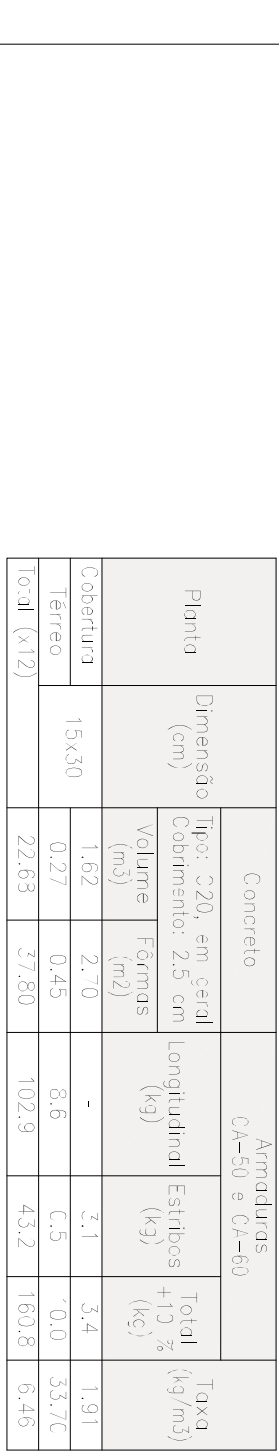 Planta
Dimensão
(cm)
Concreto
Tipo: C20, em geral
Cobrimento: 2.5 cm
Volume
(m3)
Fôrmas
(m2)
Armaduras
CA-50 e CA-60
Longitudinal
(kg)
Estribos
(kg)
Total
+10 %
(kg)
Taxa
(kg/m3)
Cobertura 15x30 1.62 2.70 - 3.1 3.4 1.91
Térreo 0.27 0.45 8.6 0.5 10.0 33.70
Total (x12) 22.68 37.80 102.9 43.2 160.8 6.46